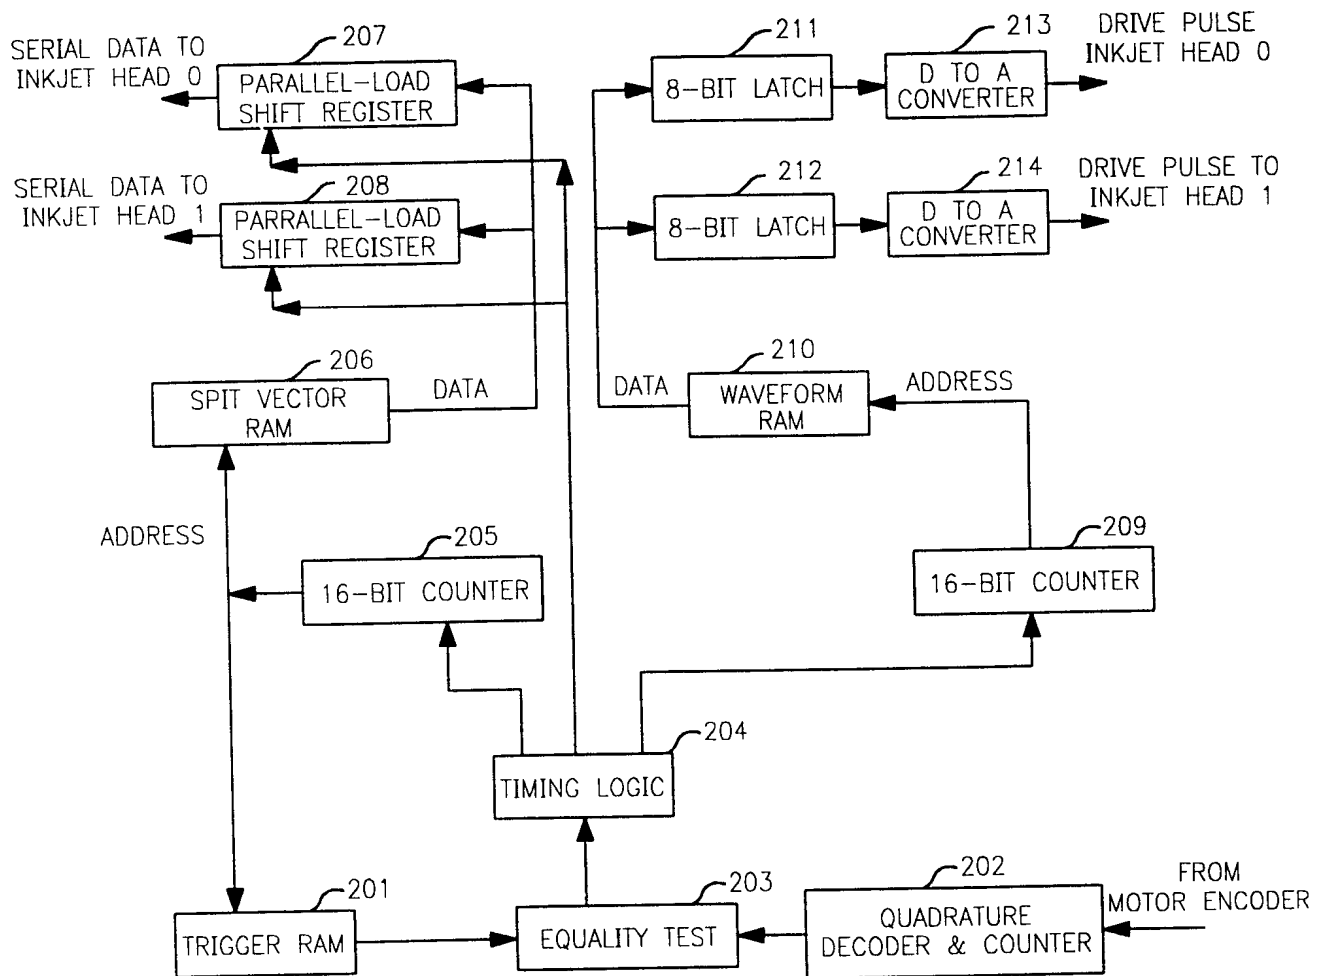 SERIAL DATA TO
INKJET HEAD 0
207
PARALLEL-LOAD
SHIFT REGISTER
211
8-BIT LATCH
213
D TO A
CONVERTER
DRIVE PULSE
INKJET HEAD 0
SERIAL DATA TO
INKJET HEAD 1
208
PARRALLEL-LOAD
SHIFT REGISTER
212
8-BIT LATCH
214
D TO A
CONVERTER
DRIVE PULSE TO
INKJET HEAD 1
206
SPIT VECTOR
RAM
DATA
DATA
210
WAVEFORM
RAM
ADDRESS
ADDRESS
205
16-BIT COUNTER
209
16-BIT COUNTER
204
TIMING LOGIC
201
TRIGGER RAM
203
EQUALITY TEST
202
QUADRATURE
DECODER & COUNTER
FROM
MOTOR ENCODER